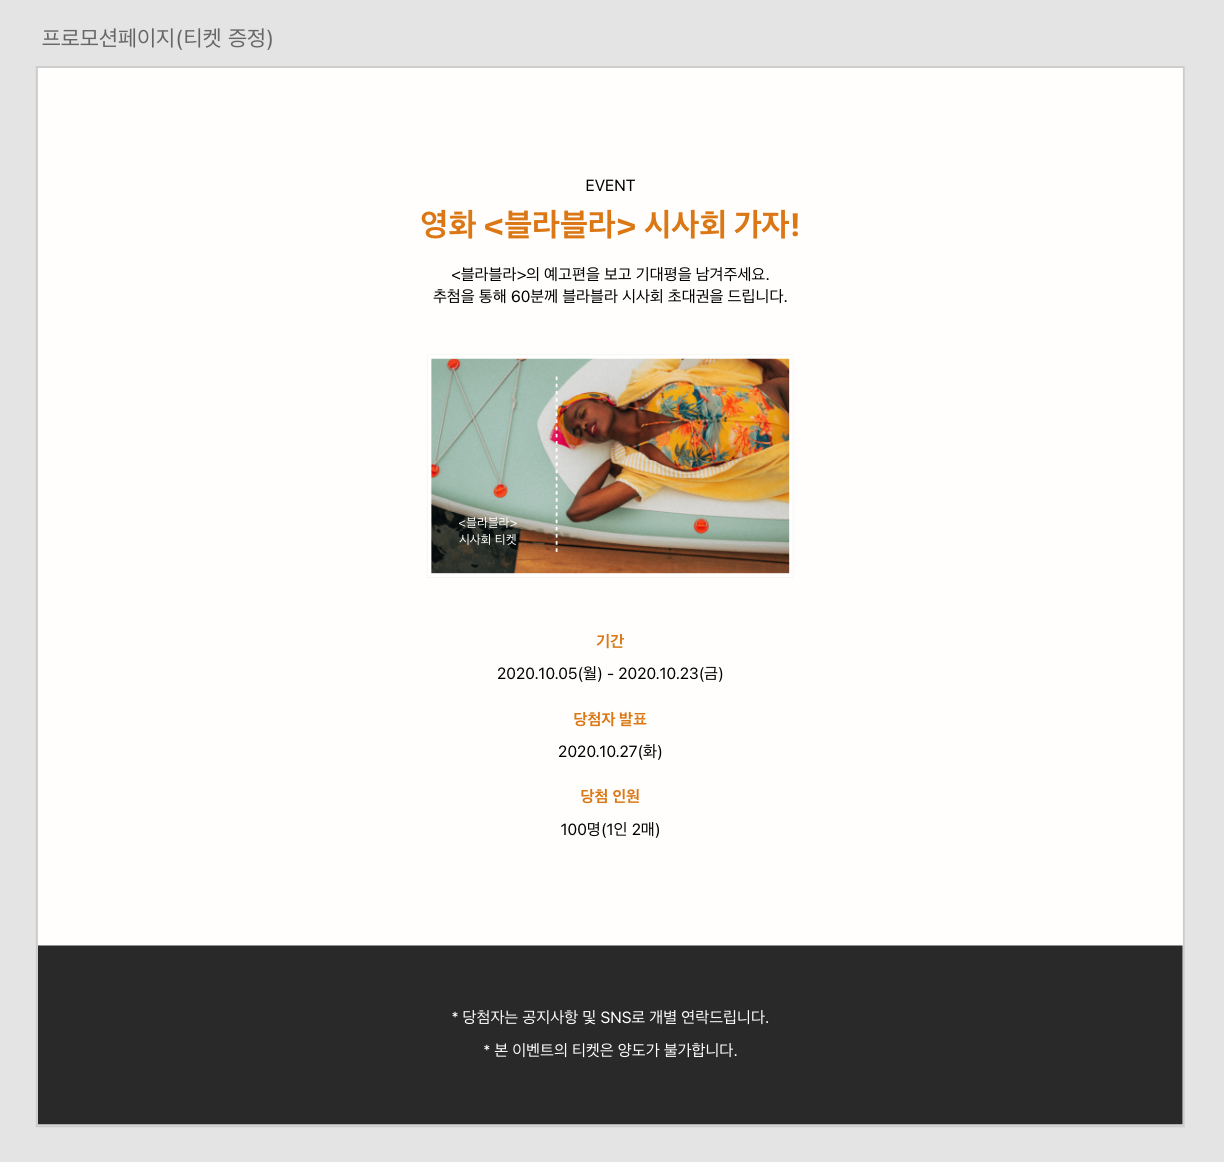 프로모션페이지(티켓 증정)
EVENT
영화 <블라블라> 시사회 가자!
<블라블라>의 예고편을 보고 기대평을 남겨주세요.
추첨을 통해 60분께 블라블라 시사회 초대권을 드립니다.
<블라블라>
시사회 티켓
기간
2020.10.05(월) - 2020.10.23(금)
당첨자 발표
2020.10.27(화)
당첨 인원
100명(1인 2매)
* 당첨자는 공지사항 및 SNS로 개별 연락드립니다.
* 본 이벤트의 티켓은 양도가 불가합니다.